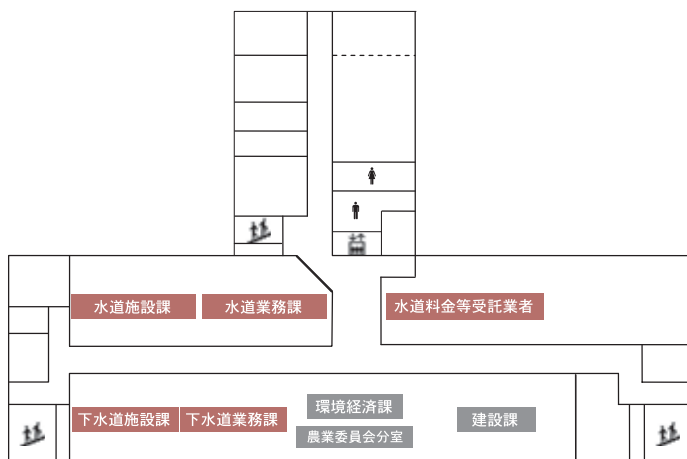 水道施設課
水道業務課
水道料金等受託業者
下水道施設課
下水道業務課
環境経済課
農業委員会分室
建設課